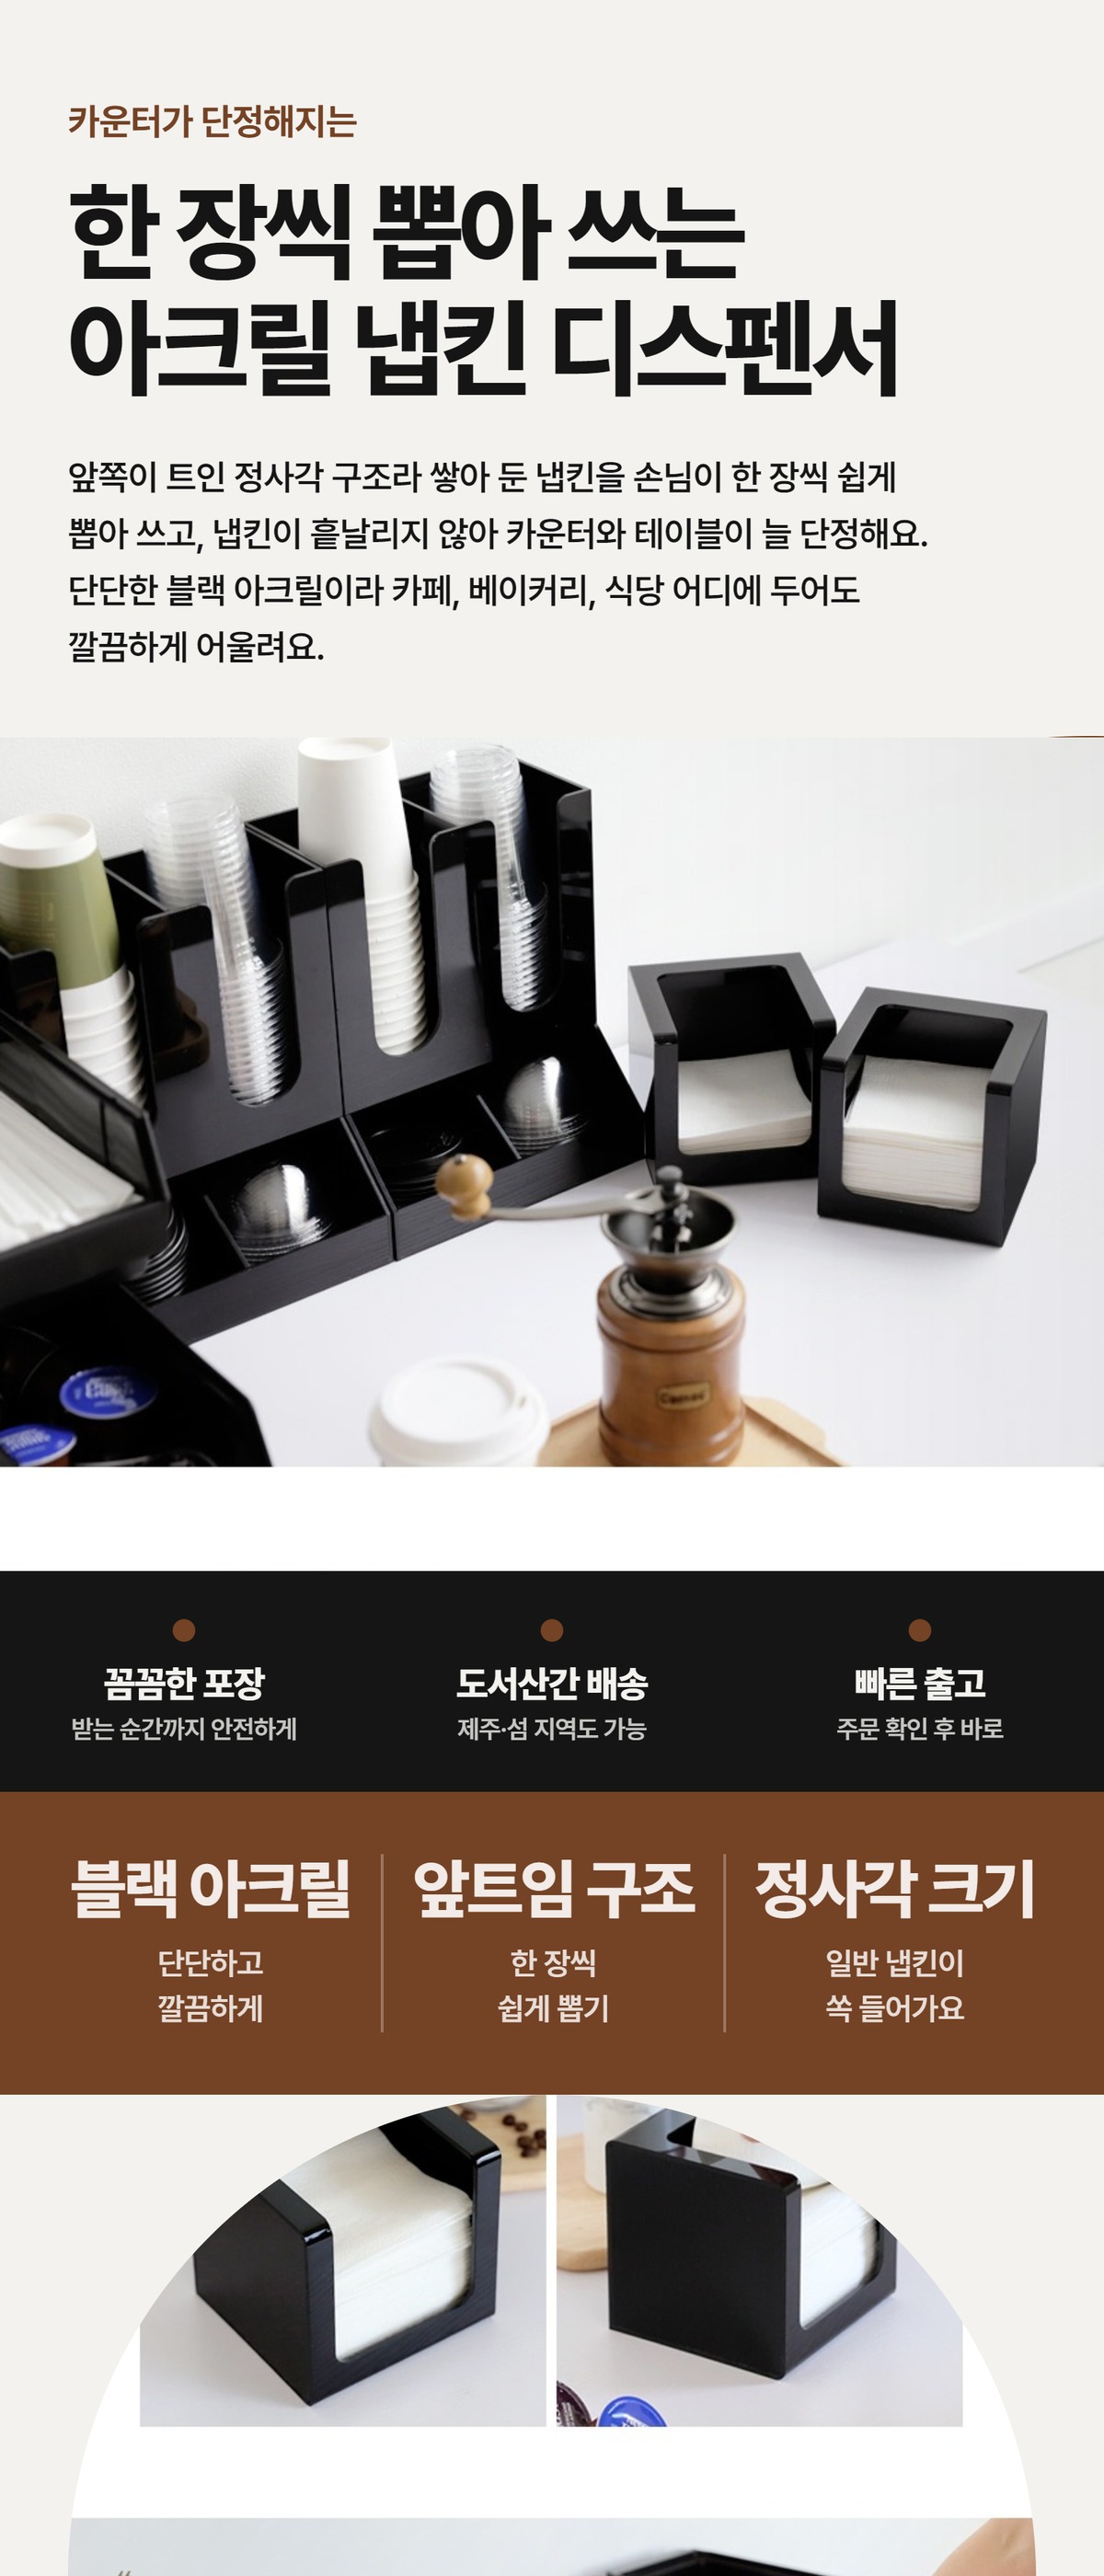 카운터가 단정해지는
한 장씩 뽑아 쓰는
아크릴 냅킨 디스펜서
앞쪽이 트인 정사각 구조라 쌓아 둔 냅킨을 손님이 한 장씩 쉽게
뽑아 쓰고, 냅킨이 흩날리지 않아 카운터와 테이블이 늘 단정해요.
단단한 블랙 아크릴이라 카페, 베이커리, 식당 어디에 두어도
깔끔하게 어울려요.
꼼꼼한 포장
받는 순간까지 안전하게
도서산간 배송
제주·섬 지역도 가능
빠른 출고
주문 확인 후 바로
블랙 아크릴
단단하고
깔끔하게
앞트임 구조
한 장씩
쉽게 뽑기
정사각 크기
일반 냅킨이
쏙 들어가요